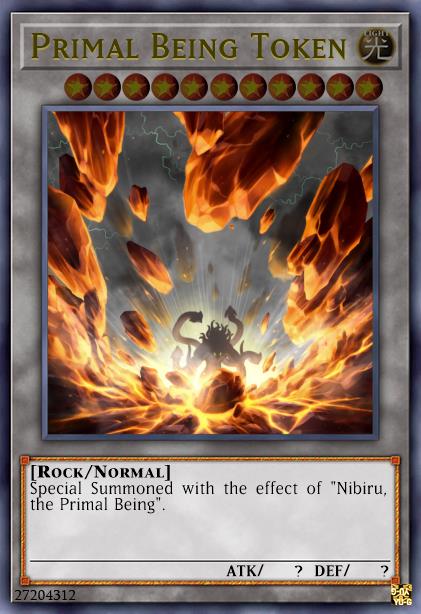 PRIMAL BEING TOKEN
LIGHT
光
[ROCK/NORMAL]
Special Summoned with the effect of "Nibiru,
the Primal Being".
ATK/ ? DEF/ ?
27204312